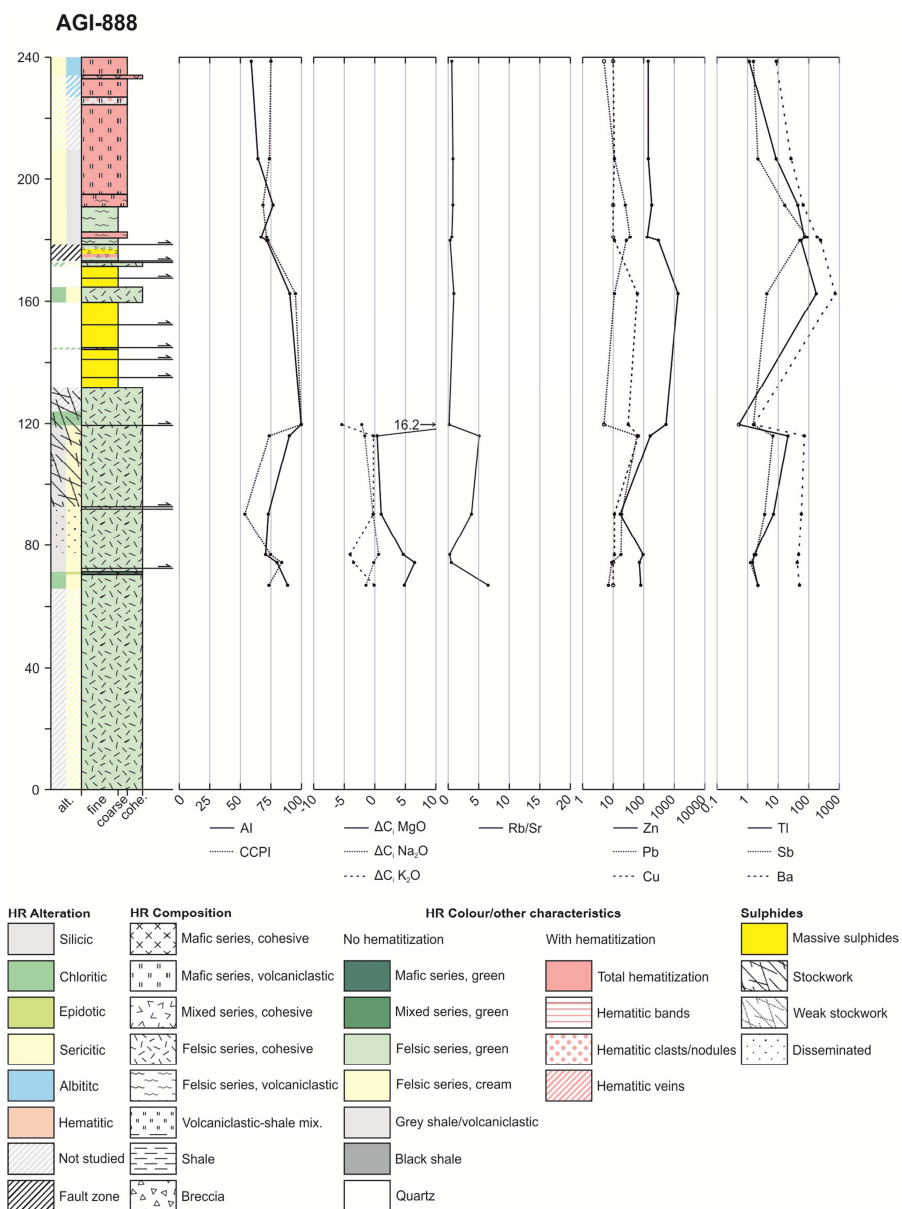 AGI-888
240
200
160
120
80
40
0
16.2
alt.
fine
coarse
cohe.
0 25 50 75 100
-10 -5 0 5 10
0 5 10 15 20
1 10 100 1000 10000
0.1 1 10 100 1000
AI
CCPI
ΔCᵢ MgO
ΔCᵢ Na₂O
ΔCᵢ K₂O
Rb/Sr
Zn
Pb
Cu
Tl
Sb
Ba
HR Alteration
Silicic
Chloritic
Epidotic
Sericitic
Albititc
Hematitic
Not studied
Fault zone
HR Composition
Mafic series, cohesive
Mafic series, volcaniclastic
Mixed series, cohesive
Felsic series, cohesive
Felsic series, volcaniclastic
Volcaniclastic-shale mix.
Shale
Breccia
HR Colour/other characteristics
No hematitization
Mafic series, green
Mixed series, green
Felsic series, green
Felsic series, cream
Grey shale/volcaniclastic
Black shale
Quartz
With hematitization
Total hematitization
Hematitic bands
Hematitic clasts/nodules
Hematitic veins
Sulphides
Massive sulphides
Stockwork
Weak stockwork
Disseminated